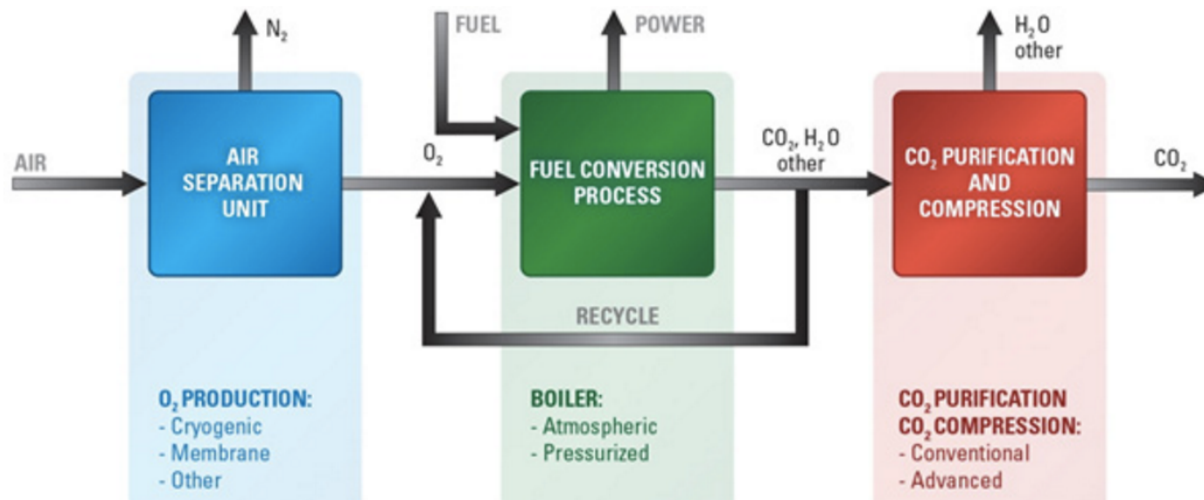 N₂
FUEL
POWER
H₂O
other
AIR
AIR
SEPARATION
UNIT
O₂
FUEL CONVERSION
PROCESS
CO₂, H₂O
other
CO₂ PURIFICATION
AND
COMPRESSION
CO₂
RECYCLE
O₂ PRODUCTION:
- Cryogenic
- Membrane
- Other
BOILER:
- Atmospheric
- Pressurized
CO₂ PURIFICATION
CO₂ COMPRESSION:
- Conventional
- Advanced